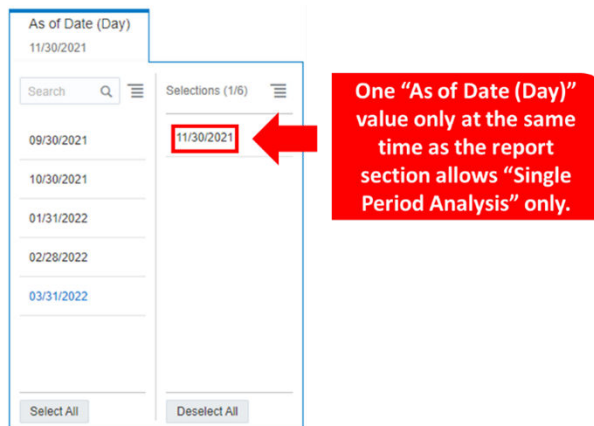 As of Date (Day)
11/30/2021
Search
Selections (1/6)
09/30/2021
11/30/2021
10/30/2021
01/31/2022
02/28/2022
03/31/2022
Select All
Deselect All
One “As of Date (Day)”
value only at the same
time as the report
section allows “Single
Period Analysis” only.